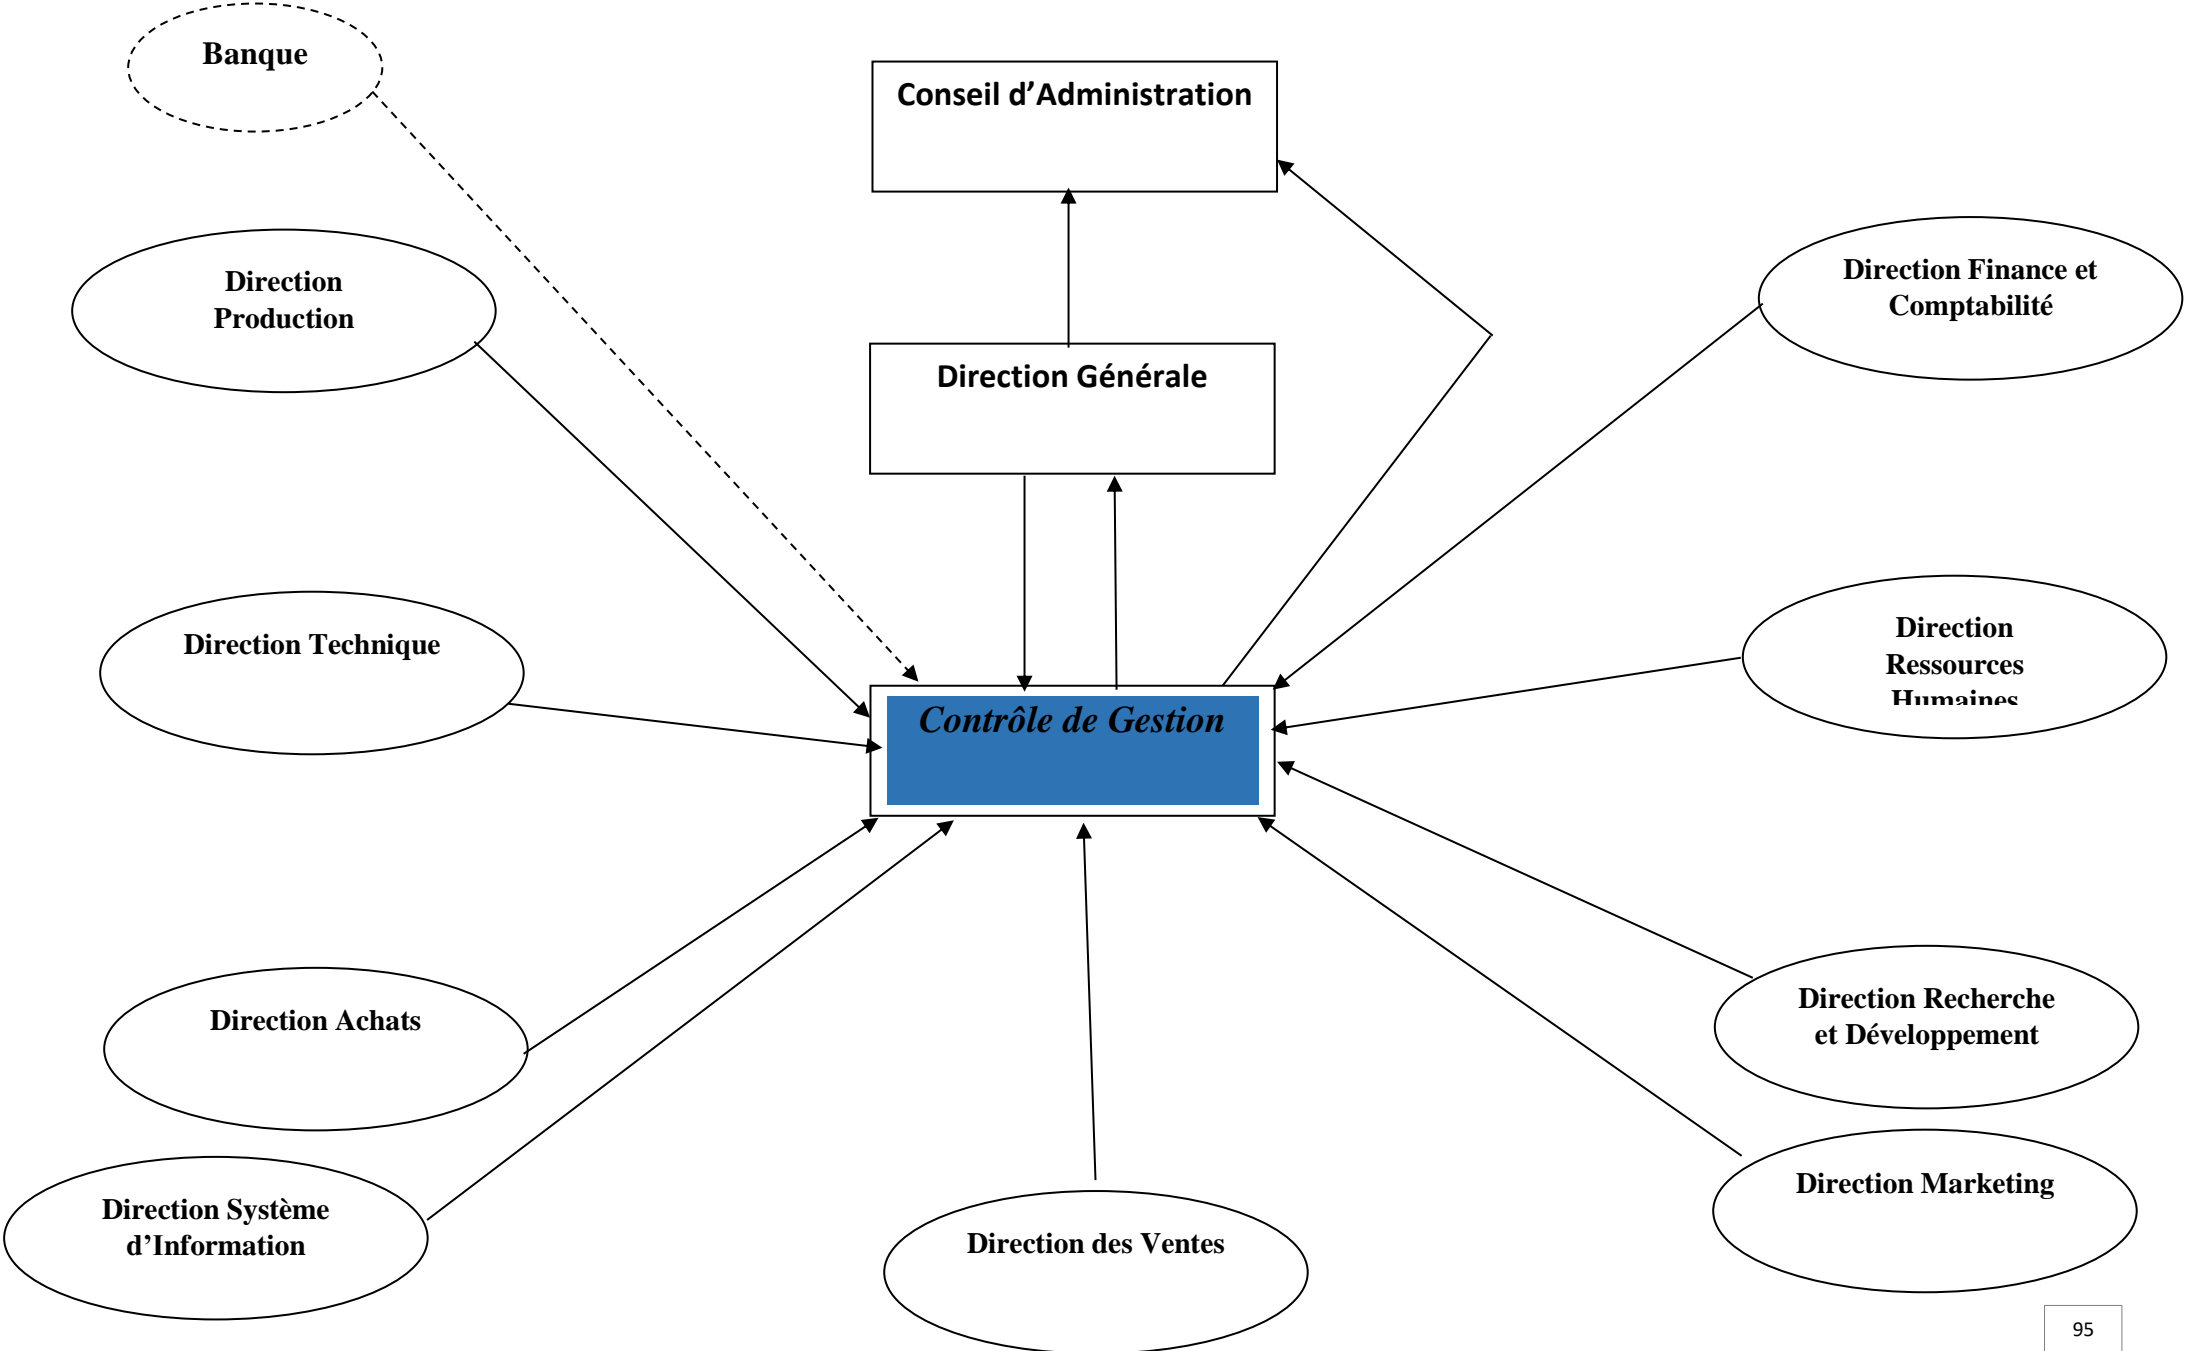 Banque
Conseil d’Administration
Direction
Production
Direction Finance et
Comptabilité
Direction Générale
Direction Technique
Direction
Ressources
Humaines
Contrôle de Gestion
Direction Achats
Direction Recherche
et Développement
Direction Système
d’Information
Direction des Ventes
Direction Marketing
95